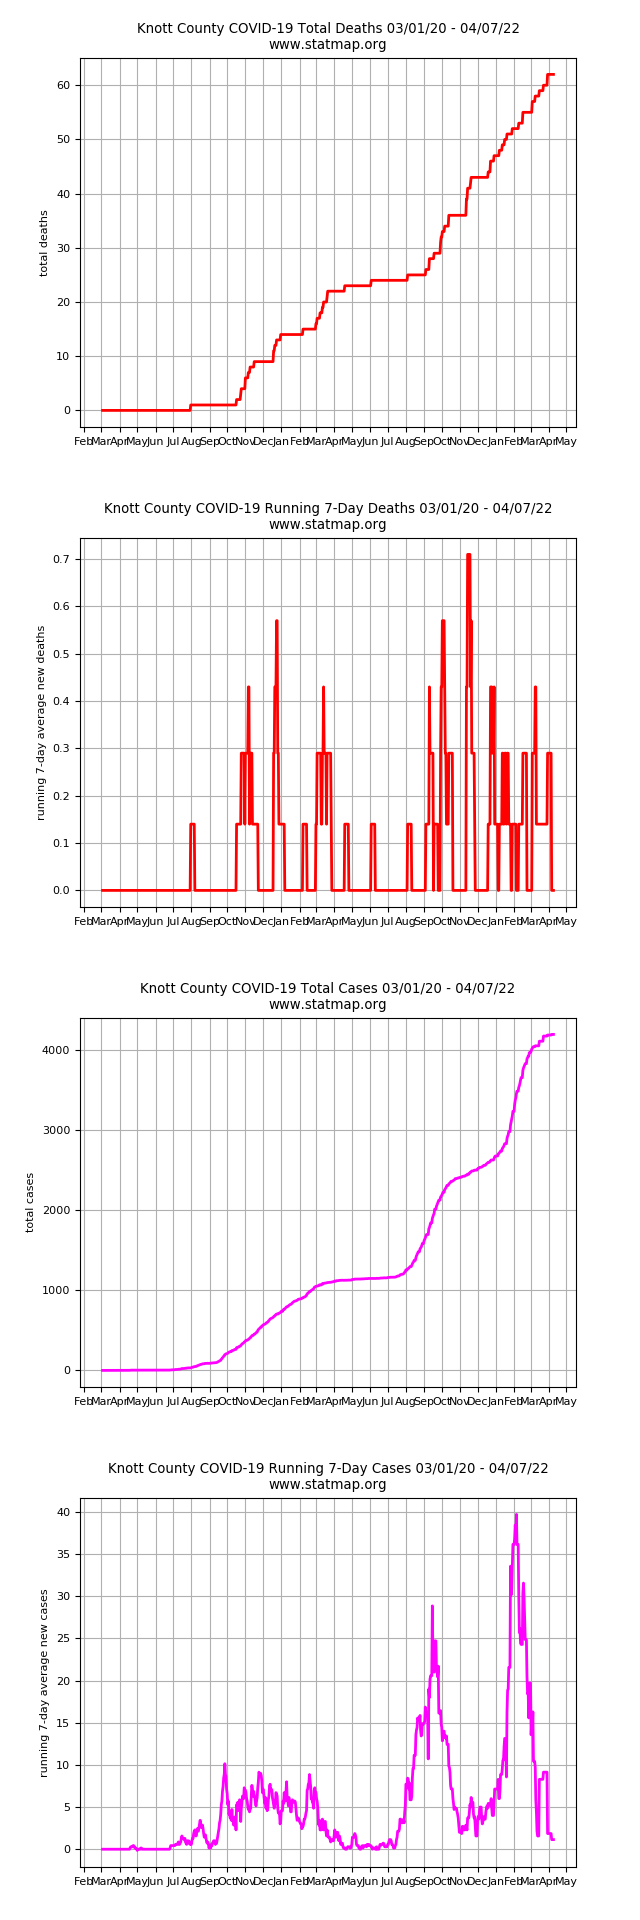 Knott County COVID-19 Total Deaths 03/01/20 - 04/07/22
www.statmap.org
60
50
40
30
20
10
0
total deaths
Feb Mar Apr May Jun Jul Aug Sep Oct Nov Dec Jan Feb Mar Apr May Jun Jul Aug Sep Oct Nov Dec Jan Feb Mar Apr May
Knott County COVID-19 Running 7-Day Deaths 03/01/20 - 04/07/22
www.statmap.org
0.7
0.6
0.5
0.4
0.3
0.2
0.1
0.0
running 7-day average new deaths
Feb Mar Apr May Jun Jul Aug Sep Oct Nov Dec Jan Feb Mar Apr May Jun Jul Aug Sep Oct Nov Dec Jan Feb Mar Apr May
Knott County COVID-19 Total Cases 03/01/20 - 04/07/22
www.statmap.org
4000
3000
2000
1000
0
total cases
Feb Mar Apr May Jun Jul Aug Sep Oct Nov Dec Jan Feb Mar Apr May Jun Jul Aug Sep Oct Nov Dec Jan Feb Mar Apr May
Knott County COVID-19 Running 7-Day Cases 03/01/20 - 04/07/22
www.statmap.org
40
35
30
25
20
15
10
5
0
running 7-day average new cases
Feb Mar Apr May Jun Jul Aug Sep Oct Nov Dec Jan Feb Mar Apr May Jun Jul Aug Sep Oct Nov Dec Jan Feb Mar Apr May